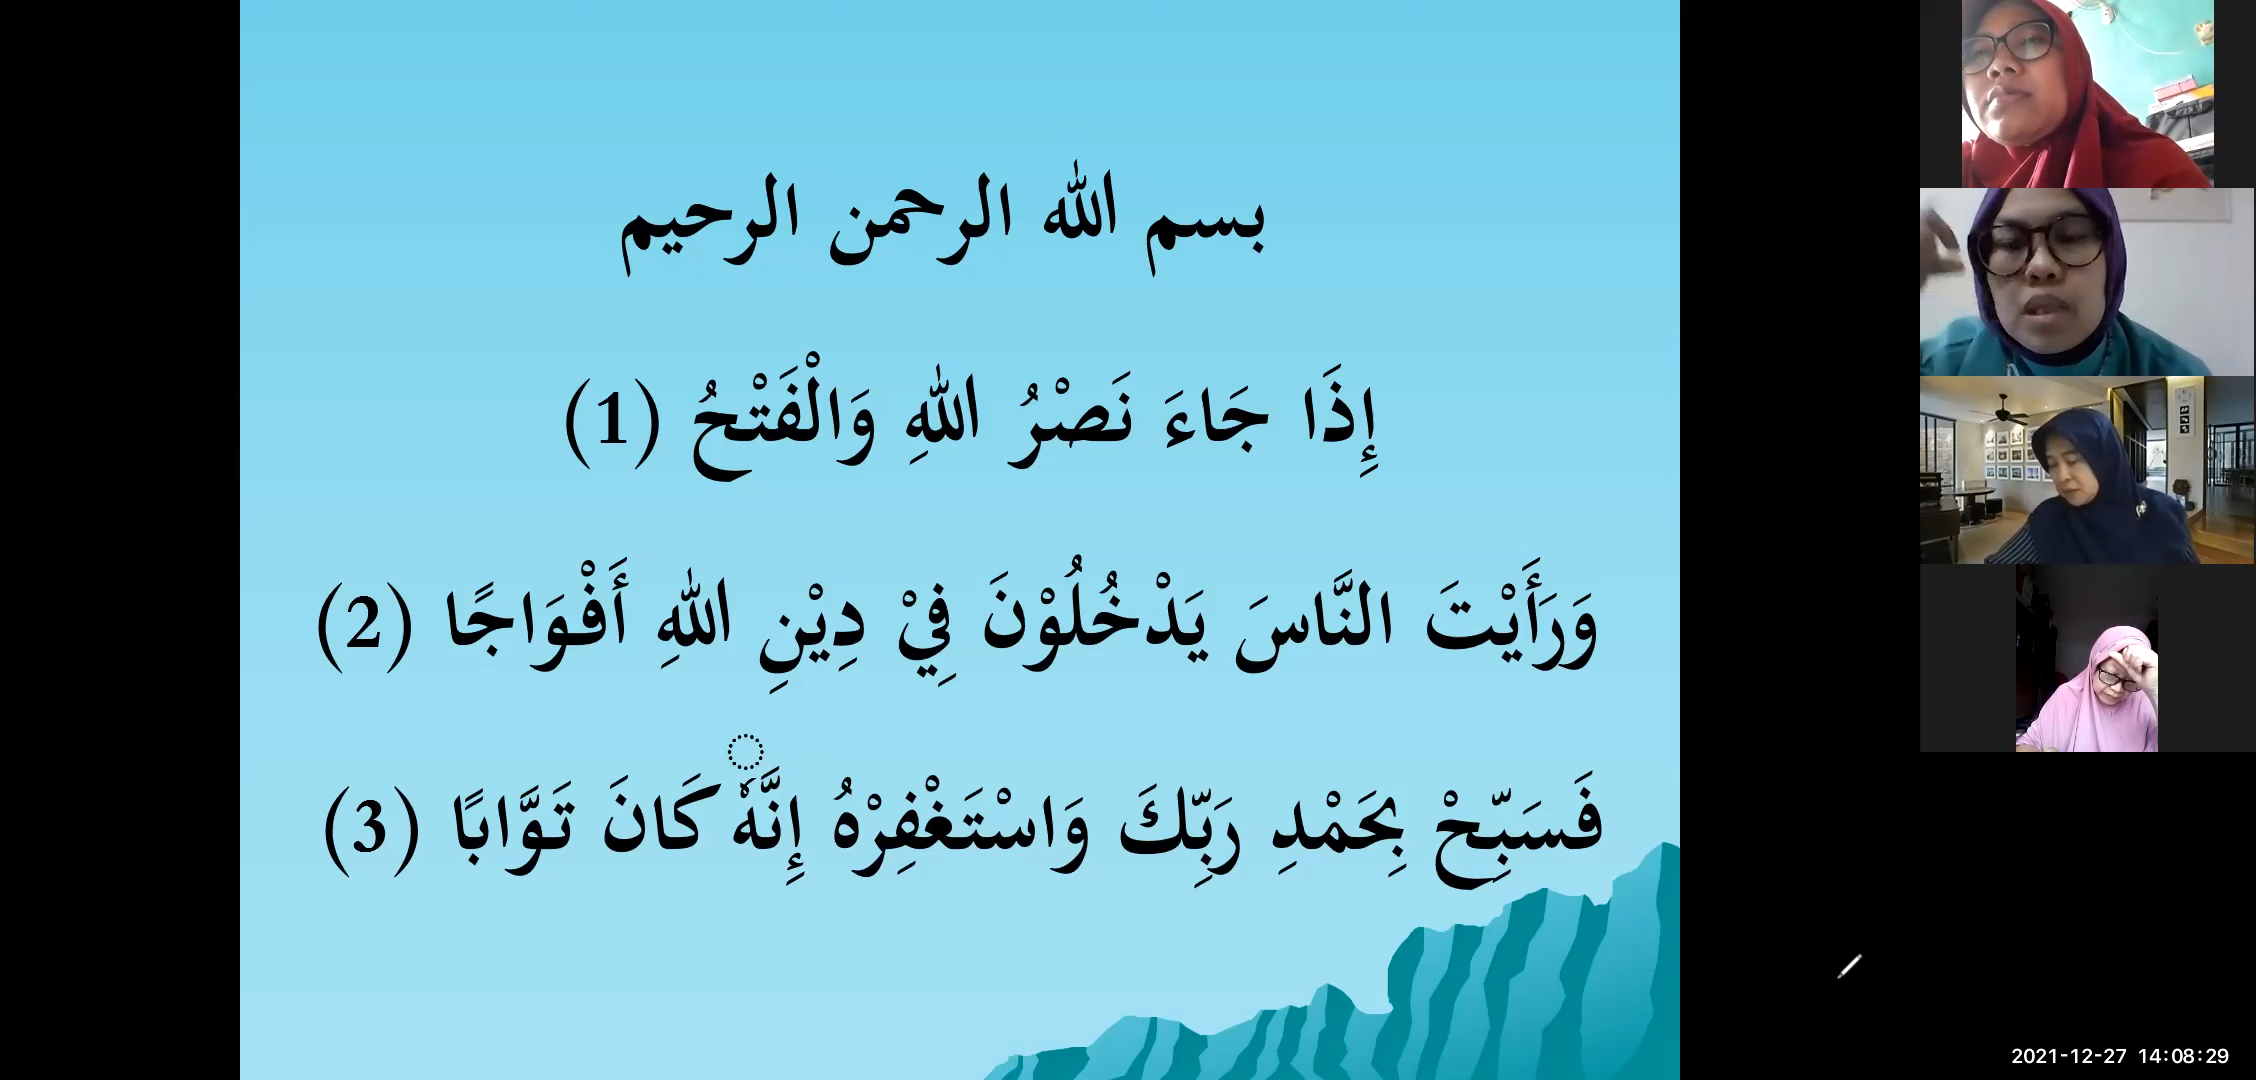 بسم الله الرحمن الرحيم
إِذَا جَاءَ نَصْرُ اللهِ وَالْفَتْحُ (1)
وَرَأَيْتَ النَّاسَ يَدْخُلُوْنَ فِيْ دِيْنِ اللهِ أَفْوَاجًا (2)
فَسَبِّحْ بِحَمْدِ رَبِّكَ وَاسْتَغْفِرْهُ إِنَّهٗ كَانَ تَوَّابًا (3)
2021-12-27 14:08:29